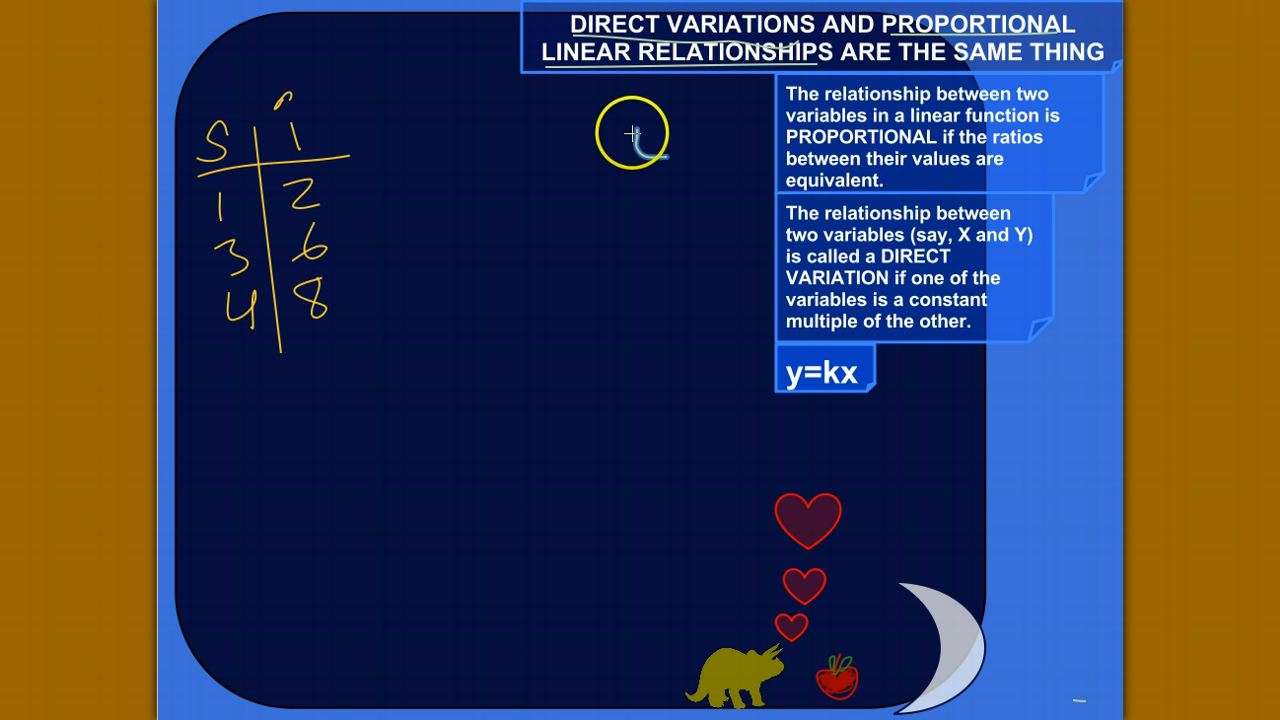 DIRECT VARIATIONS AND PROPORTIONAL
LINEAR RELATIONSHIPS ARE THE SAME THING
The relationship between two
variables in a linear function is
PROPORTIONAL if the ratios
between their values are
equivalent.
The relationship between
two variables (say, X and Y)
is called a DIRECT
VARIATION if one of the
variables is a constant
multiple of the other.
y=kx
S i
1 2
3 6
4 8